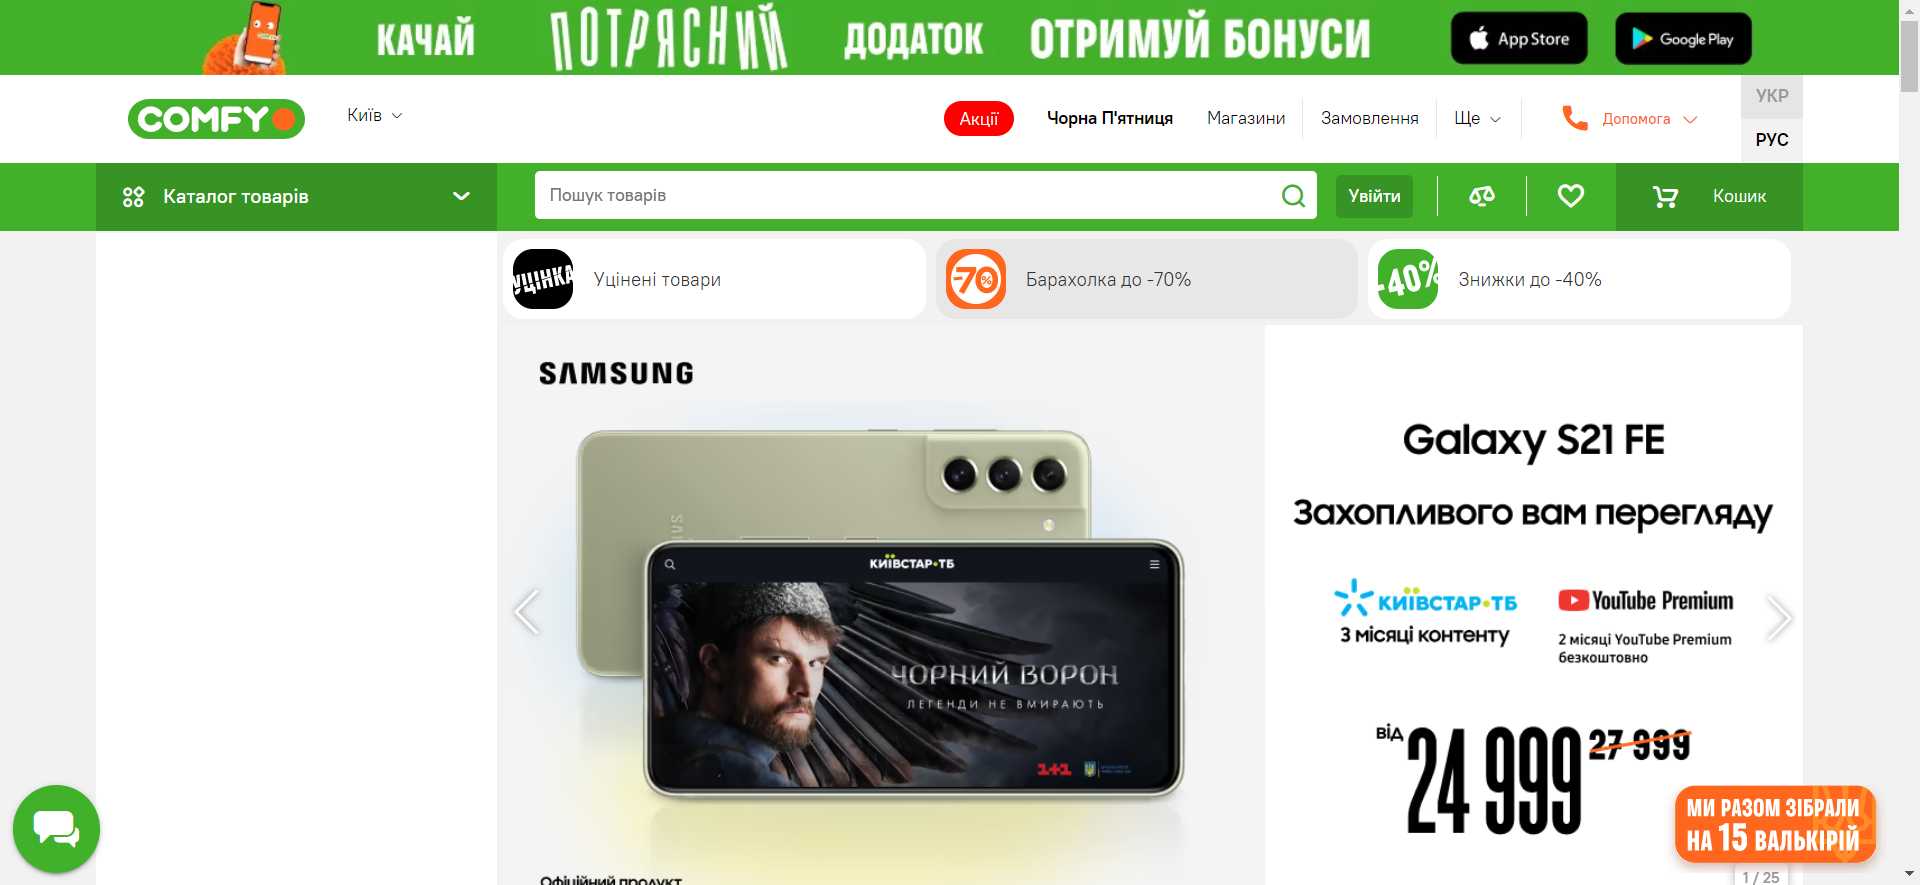 КАЧАЙ ПОТРЯСНИЙ ДОДАТОК ОТРИМУЙ БОНУСИ App Store Google Play
COMFY
Київ
Акції Чорна П'ятниця Магазини Замовлення Ще Допомога
УКР
РУС
Каталог товарів
Пошук товарів
Увійти
Кошик
УЦІНКА Уцінені товари
-70% Барахолка до -70%
-40% Знижки до -40%
SAMSUNG
КИЇВСТАР·ТБ
ЧОРНИЙ ВОРОН
ЛЕГЕНДИ НЕ ВМИРАЮТЬ
1+1
Galaxy S21 FE
Захопливого вам перегляду
КИЇВСТАР·ТБ
3 місяці контенту
YouTube Premium
2 місяці YouTube Premium
безкоштовно
від 24 999 27 999
МИ РАЗОМ ЗІБРАЛИ
НА 15 ВАЛЬКІРІЙ
Офіційний продукт
1 / 25